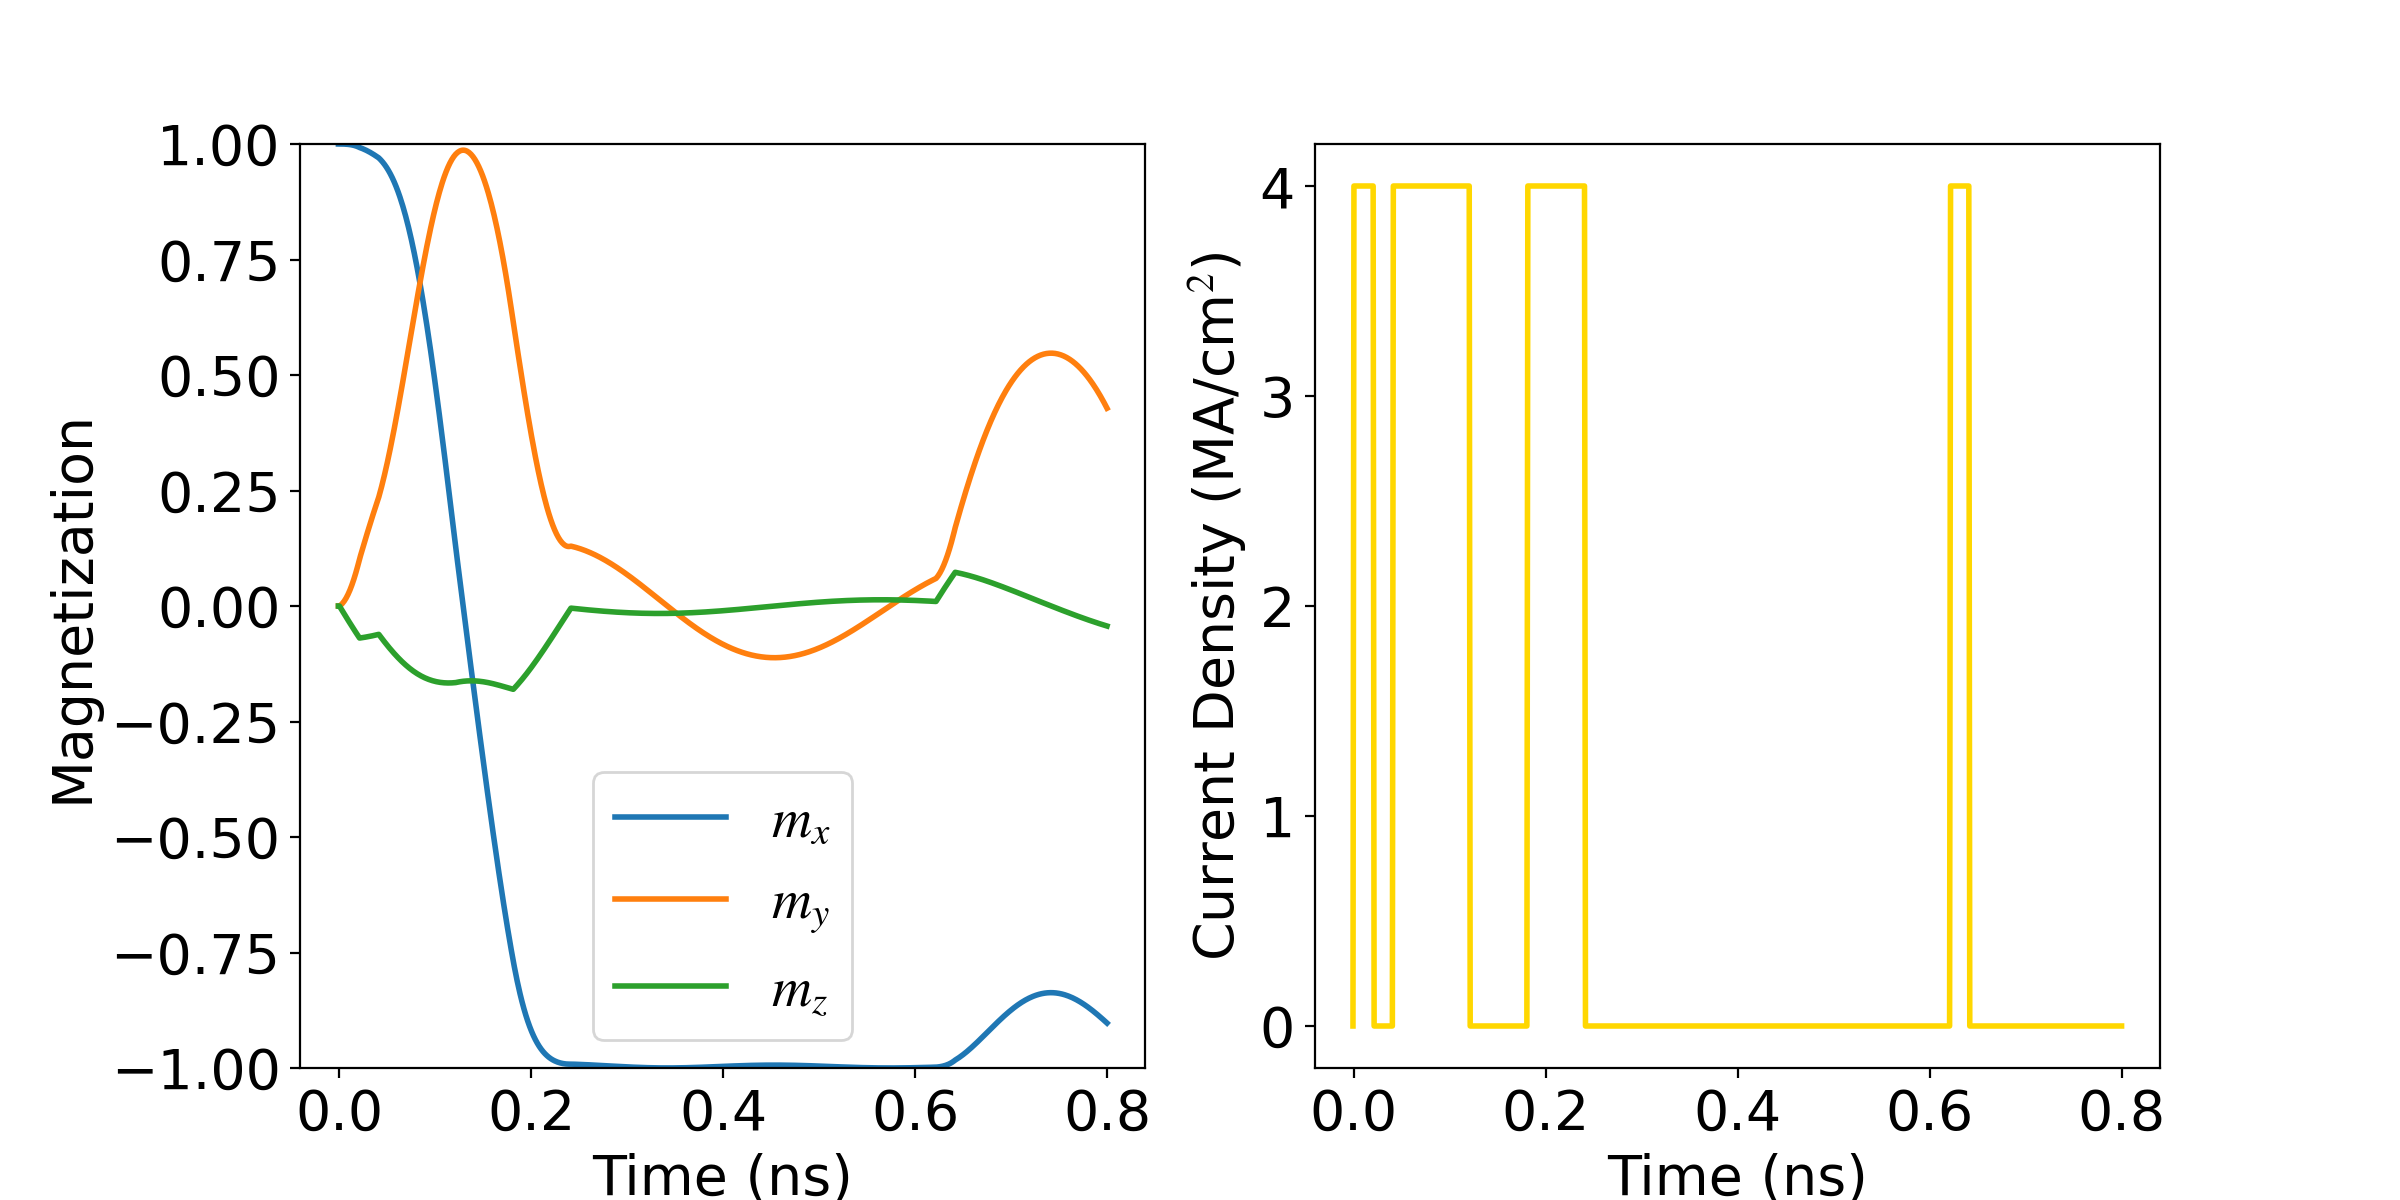 1.00
0.75
0.50
0.25
0.00
−0.25
−0.50
−0.75
−1.00
Magnetization
0.0 0.2 0.4 0.6 0.8
Time (ns)
m_x
m_y
m_z
4
3
2
1
0
Current Density (MA/cm²)
0.0 0.2 0.4 0.6 0.8
Time (ns)